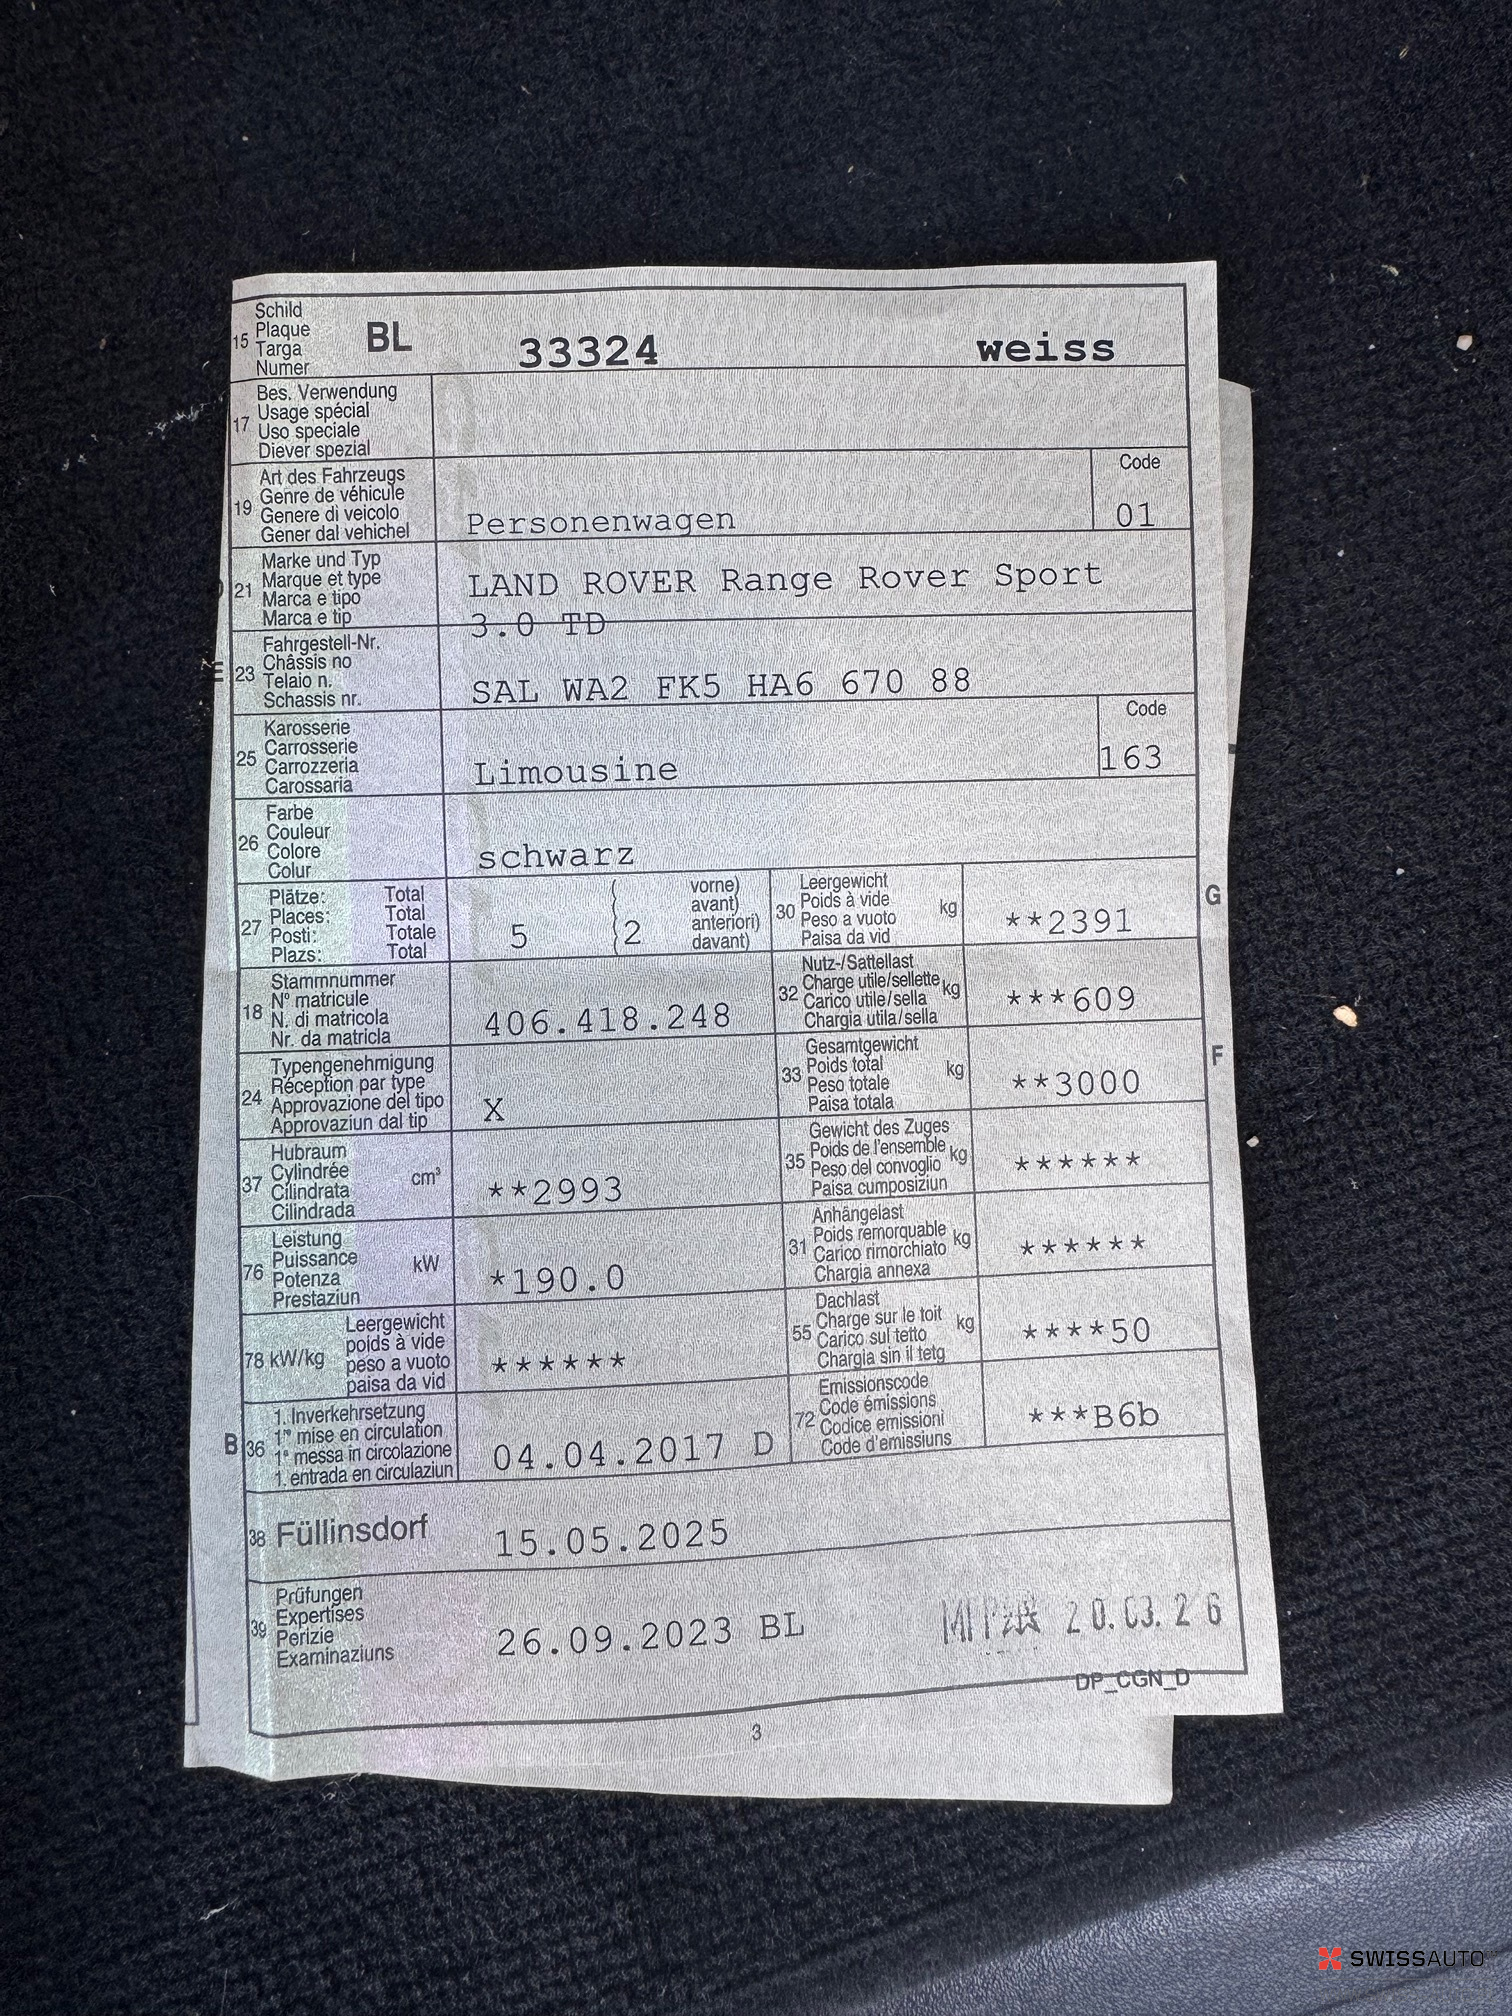 15 Schild Plaque Targa Numer BL 33324 weiss
17 Bes. Verwendung
Usage spécial
Uso speciale
Diever spezial
19 Art des Fahrzeugs
Genre de véhicule
Genere di veicolo
Gener dal vehichel
Personenwagen
Code
01
21 Marke und Typ
Marque et type
Marca e tipo
Marca e tip
LAND ROVER Range Rover Sport
3.0 TD
23 Fahrgestell-Nr.
Châssis no
Telaio n.
Schassis nr.
SAL WA2 FK5 HA6 670 88
25 Karosserie
Carrosserie
Carrozzeria
Carossaria
Limousine
Code
163
26 Farbe
Couleur
Colore
Colur
schwarz
27 Plätze: Total
Places: Total
Posti: Totale
Plazs: Total
5 2
vorne)
avant)
anteriori)
davant)
30 Leergewicht
Poids à vide
Peso a vuoto
Paisa da vid
kg
**2391
G
18 Stammnummer
N° matricule
N. di matricola
Nr. da matricla
406.418.248
32 Nutz-/Sattellast
Charge utile/sellette
Carico utile/sella
Chargia utila/sella
kg
***609
24 Typengenehmigung
Réception par type
Approvazione del tipo
Approvaziun dal tip
X
33 Gesamtgewicht
Poids total
Peso totale
Paisa totala
kg
**3000
F
37 Hubraum
Cylindrée
Cilindrata
Cilindrada
cm³
**2993
35 Gewicht des Zuges
Poids de l'ensemble
Peso del convoglio
Paisa cumposiziun
kg
******
76 Leistung
Puissance
Potenza
Prestaziun
kW
*190.0
31 Anhängelast
Poids remorquable
Carico rimorchiato
Chargia annexa
kg
******
78 kW/kg
Leergewicht
poids à vide
peso a vuoto
paisa da vid
******
55 Dachlast
Charge sur le toit
Carico sul tetto
Chargia sin il tetg
kg
****50
B
36 1. Inverkehrsetzung
1re mise en circulation
1a messa in circolazione
1. entrada en circulaziun
04.04.2017 D
72 Emissionscode
Code émissions
Codice emissioni
Code d'emissiuns
***B6b
38 Füllinsdorf 15.05.2025
39 Prüfungen
Expertises
Perizie
Examinaziuns
26.09.2023 BL
20.03.26
DP_CGN_D
3
SWISSAUTO